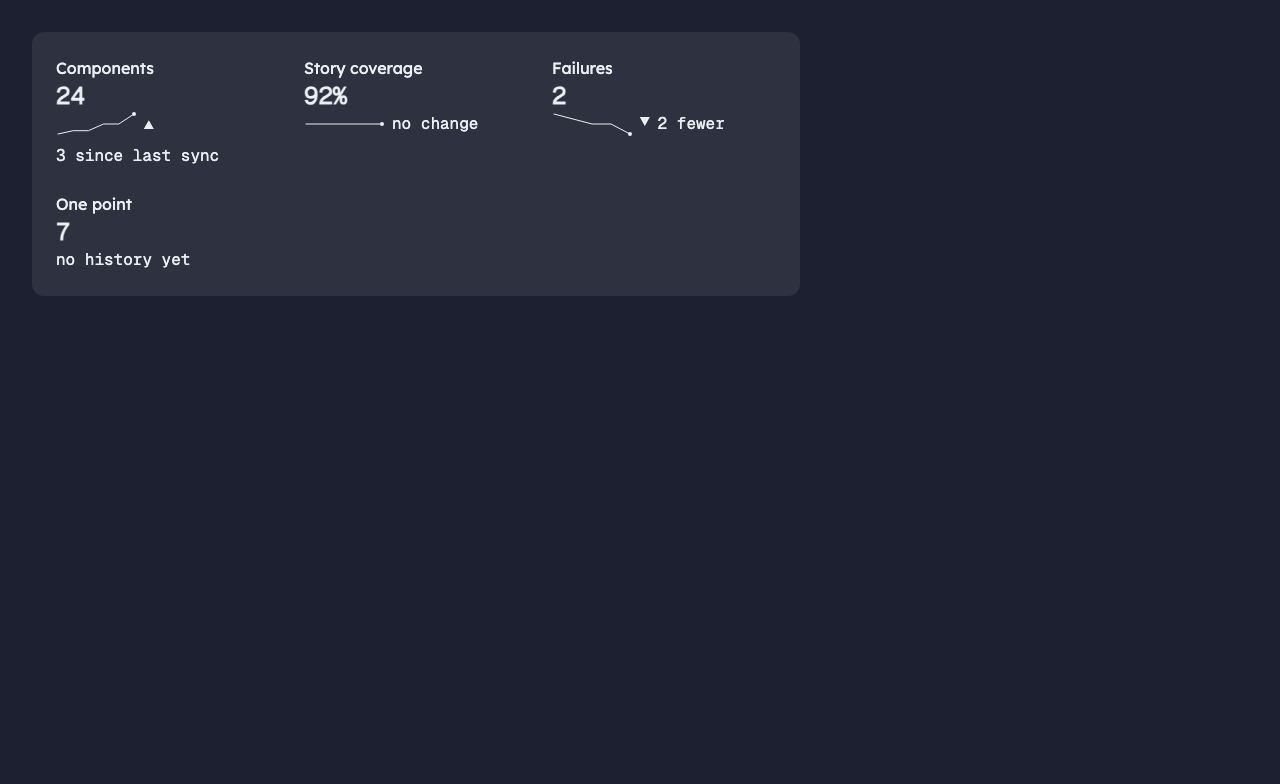 Components
24
▲
3 since last sync
Story coverage
92%
no change
Failures
2
▼ 2 fewer
One point
7
no history yet